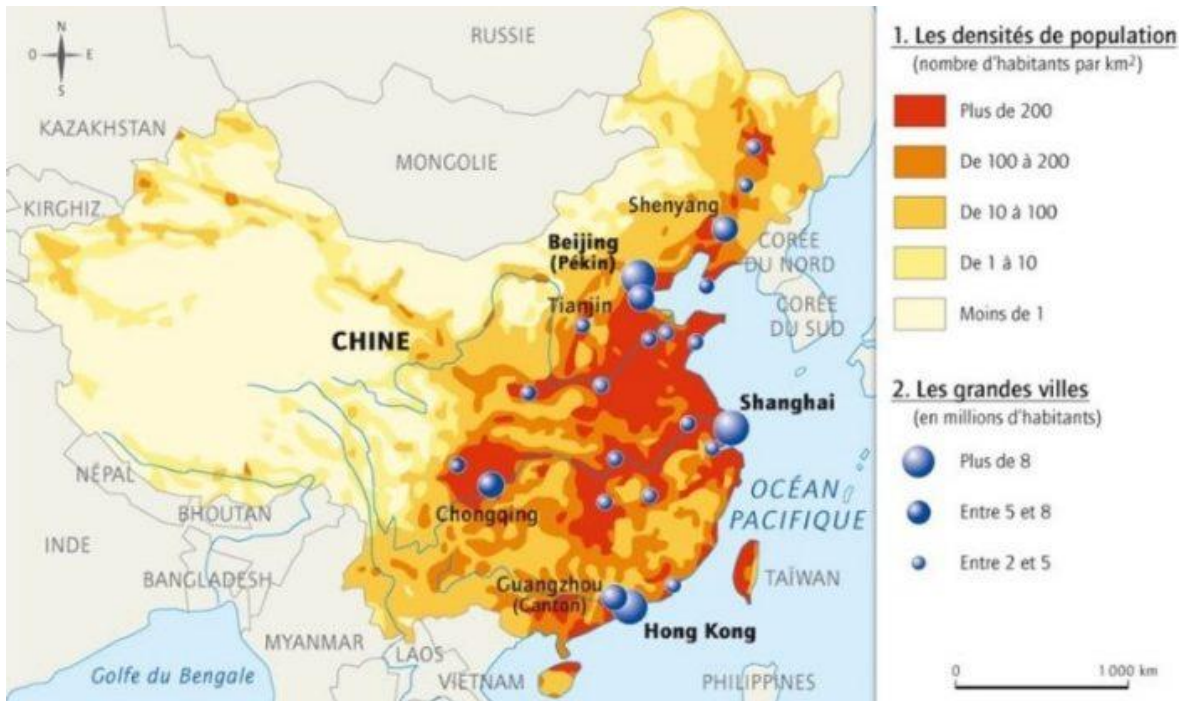 N
O
E
S
RUSSIE
KAZAKHSTAN
MONGOLIE
KIRGHIZ.
Shenyang
Beijing
(Pékin)
CORÉE
DU NORD
Tianjin
CORÉE
DU SUD
CHINE
Shanghai
NÉPAL
OCÉAN
PACIFIQUE
Chongqing
BHOUTAN
INDE
BANGLADESH
TAÏWAN
Guangzhou
(Canton)
Hong Kong
MYANMAR
LAOS
Golfe du Bengale
VIETNAM
PHILIPPINES
1. Les densités de population
(nombre d'habitants par km²)
Plus de 200
De 100 à 200
De 10 à 100
De 1 à 10
Moins de 1
2. Les grandes villes
(en millions d'habitants)
Plus de 8
Entre 5 et 8
Entre 2 et 5
0 1 000 km